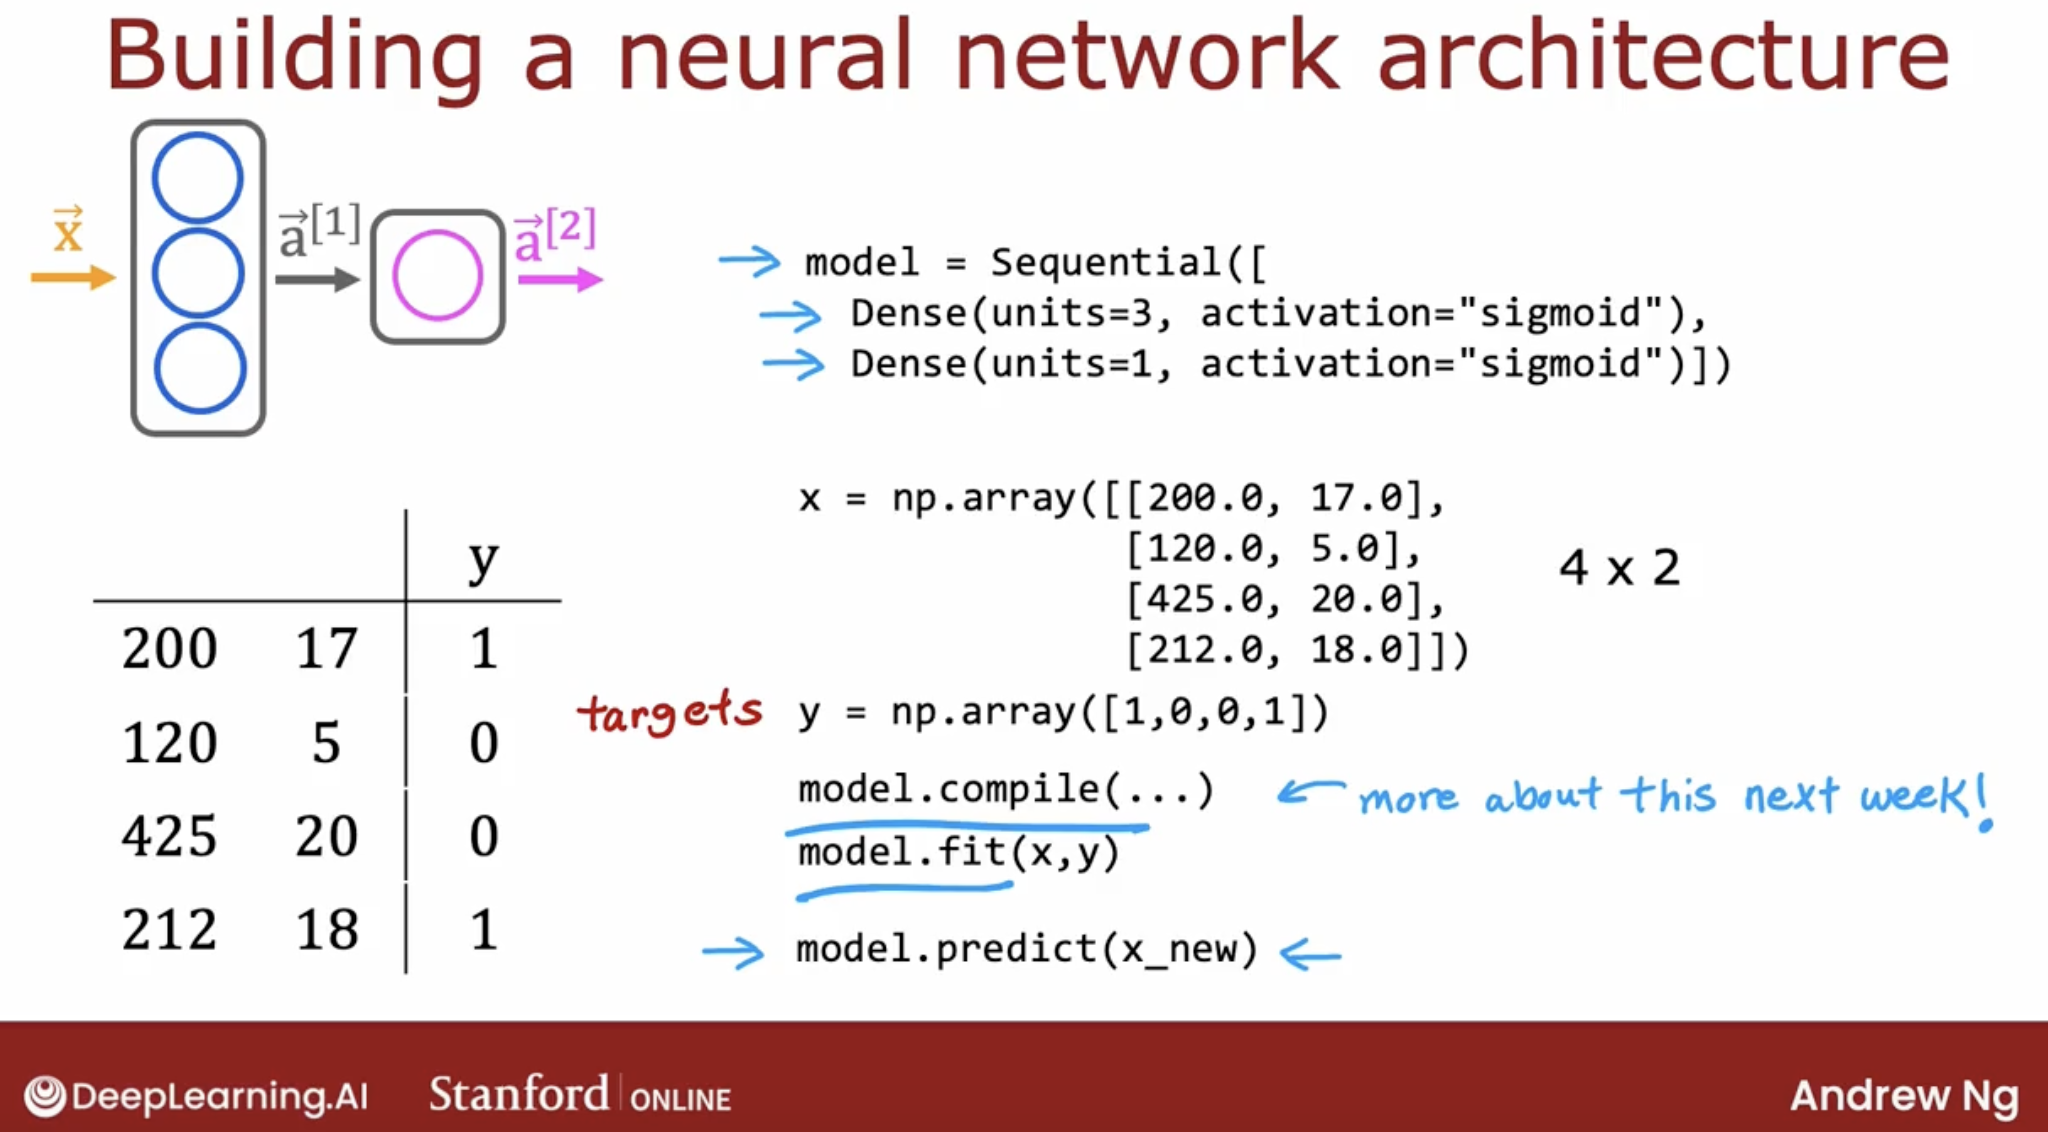 Building a neural network architecture
x⃗
a⃗[1]
a⃗[2]
model = Sequential([
Dense(units=3, activation="sigmoid"),
Dense(units=1, activation="sigmoid")])
x = np.array([[200.0, 17.0],
[120.0, 5.0],
[425.0, 20.0],
[212.0, 18.0]])
4 x 2
y
200 17 1
120 5 0
425 20 0
212 18 1
targets y = np.array([1,0,0,1])
model.compile(...) ← more about this next week!
model.fit(x,y)
→ model.predict(x_new) ←
DeepLearning.AI Stanford | ONLINE Andrew Ng